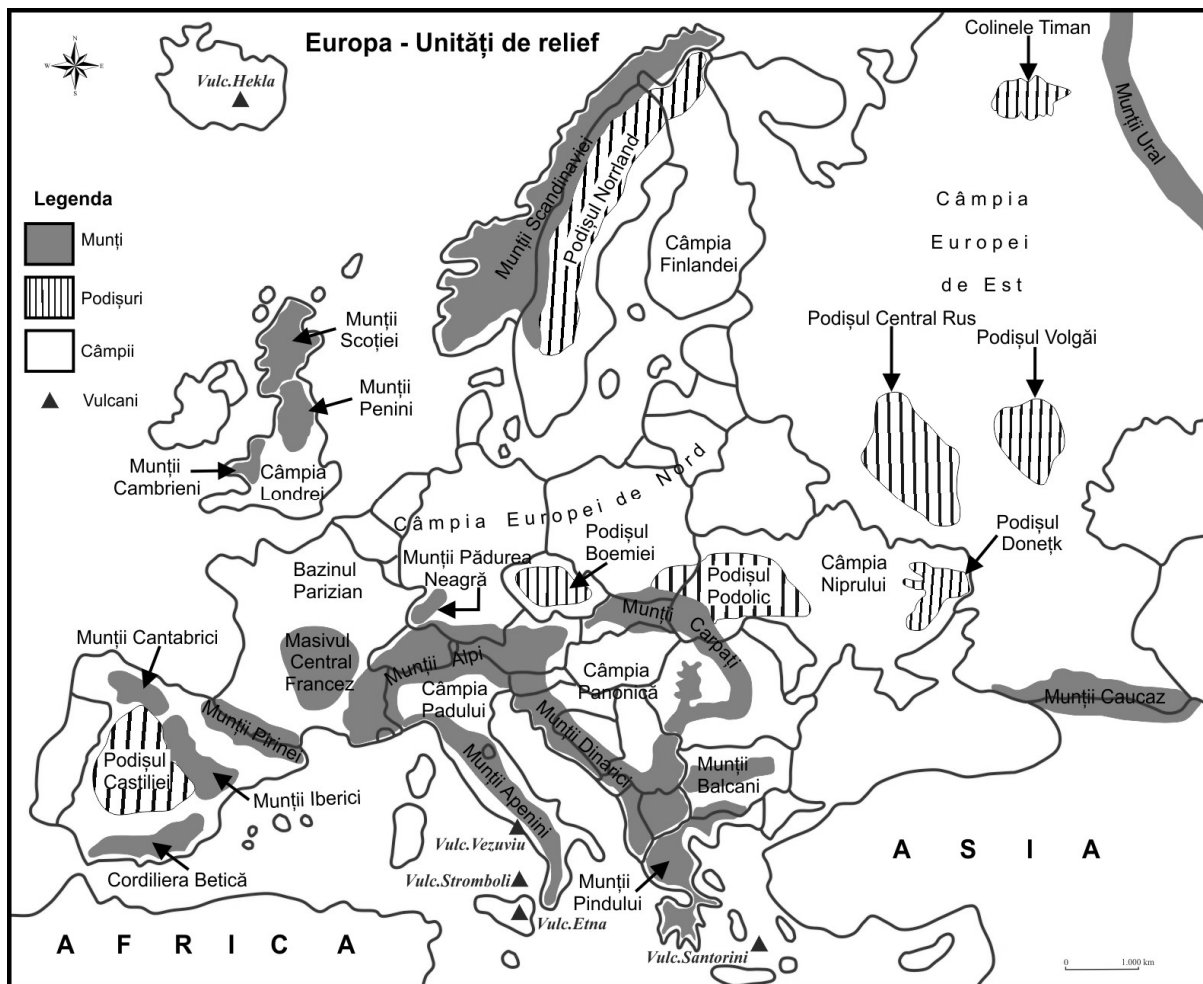 Europa - Unități de relief
N
W
E
S
Vulc.Hekla
Colinele Timan
Munții Ural
Legenda
Munți
Podișuri
Câmpii
Vulcani
Munții Scandinaviei
Podișul Norrland
Câmpia
Finlandei
Câmpia
Europei
de Est
Podișul Central Rus
Podișul Volgăi
Munții
Scoției
Munții
Penini
Munții
Cambrieni
Câmpia
Londrei
Câmpia Europei de Nord
Podișul
Boemiei
Munții Pădurea
Neagră
Bazinul
Parizian
Podișul
Podolic
Câmpia
Niprului
Podișul
Donețk
Munții Cantabrici
Masivul
Central
Francez
Munții Alpi
Munții Carpați
Câmpia
Panonică
Câmpia
Padului
Munții Caucaz
Munții Pirinei
Podișul
Castiliei
Munții Iberici
Cordiliera Betică
Munții Dinarici
Munții
Balcani
Munții Apenini
Vulc.Vezuviu
Vulc.Stromboli
Vulc.Etna
Munții
Pindului
Vulc.Santorini
ASIA
AFRICA
0 1.000 km